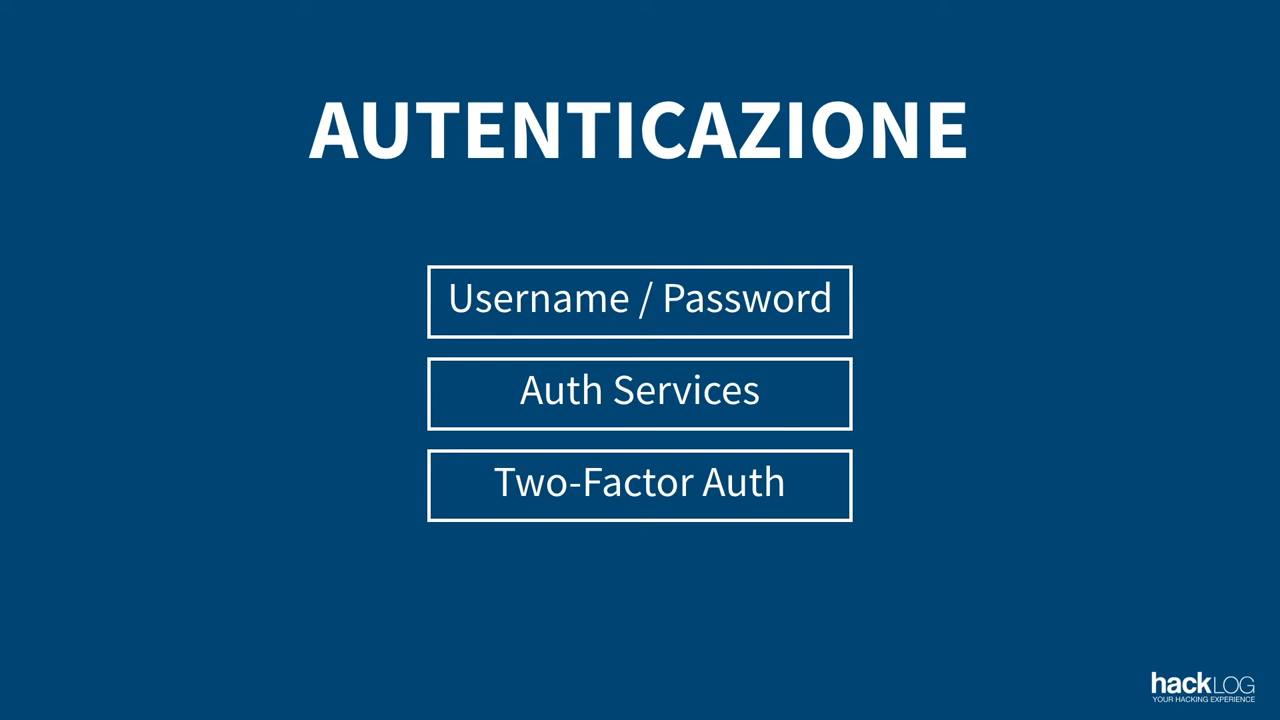 AUTENTICAZIONE
Username / Password
Auth Services
Two-Factor Auth
hackLOG
YOUR HACKING EXPERIENCE